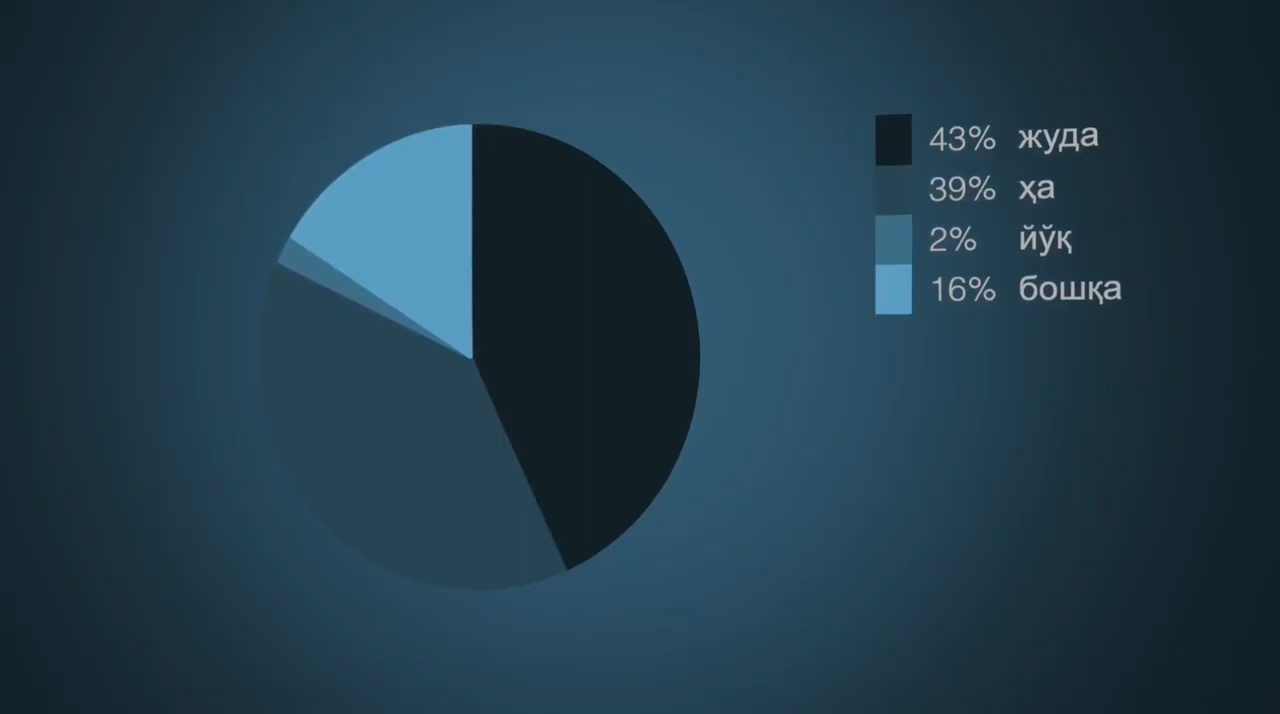 43% жуда
39% ҳа
2% йўқ
16% бошқа